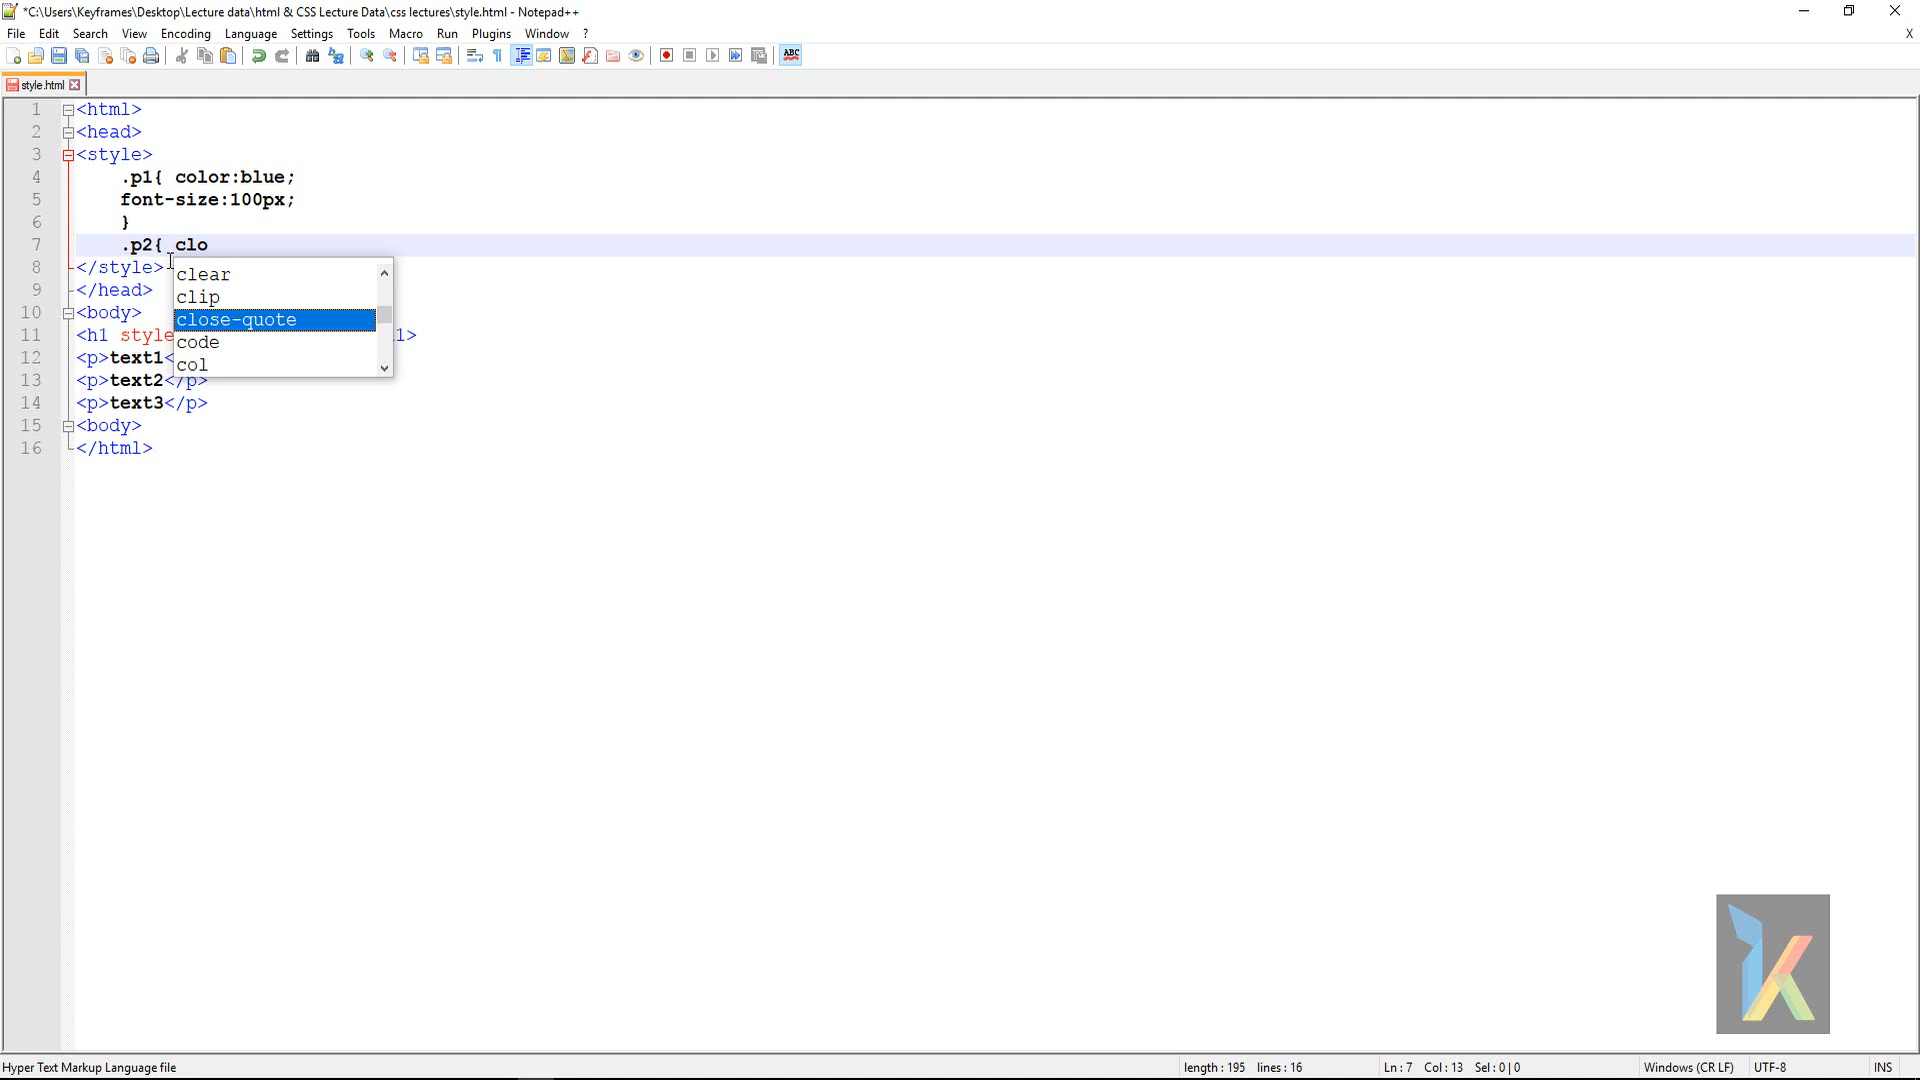 *C:\Users\Keyframes\Desktop\Lecture data\html & CSS Lecture Data\css lectures\style.html - Notepad++
File Edit Search View Encoding Language Settings Tools Macro Run Plugins Window ? X
ABC
style.html
1 <html>
2 <head>
3 <style>
4 .p1{ color:blue;
5 font-size:100px;
6 }
7 .p2{ clo
8 </style>
clear
9 </head>
clip
10 <body>
close-quote
11 <h1 style 1>
code
12 <p>text1<
col
13 <p>text2</p>
14 <p>text3</p>
15 <body>
16 </html>
Hyper Text Markup Language file length : 195 lines : 16 Ln : 7 Col : 13 Sel : 0 | 0 Windows (CR LF) UTF-8 INS